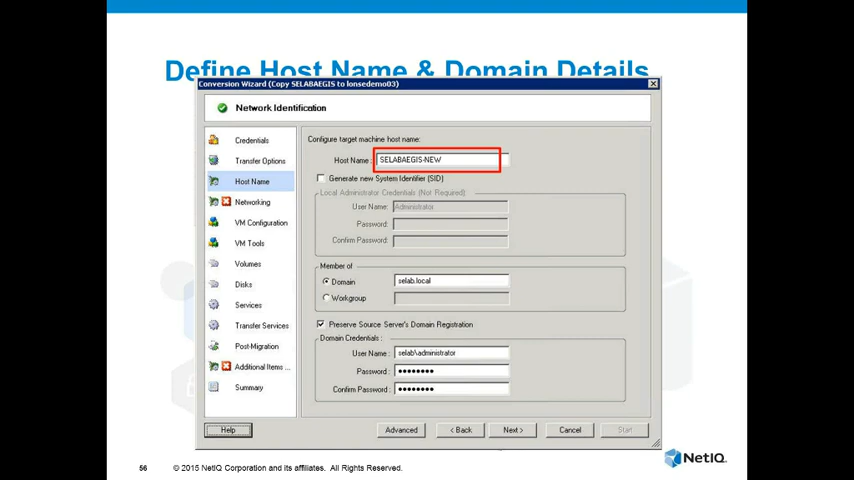 Define Host Name & Domain Details
Conversion Wizard (Copy SELABAEGIS to lonsedemo03)
Network Identification
Credentials
Transfer Options
Host Name
Networking
VM Configuration
VM Tools
Volumes
Disks
Services
Transfer Services
Post-Migration
Additional Items ...
Summary
Configure target machine host name:
Host Name: SELABAEGIS-NEW
Generate new System Identifier (SID)
Local Administrator Credentials (Not Required)
User Name: Administrator
Password:
Confirm Password:
Member of
Domain selab.local
Workgroup
Preserve Source Server's Domain Registration
Domain Credentials:
User Name: selab\administrator
Password: ●●●●●●●●
Confirm Password: ●●●●●●●●
Help Advanced < Back Next > Cancel Start
56 © 2015 NetIQ Corporation and its affiliates. All Rights Reserved.
NetIQ.